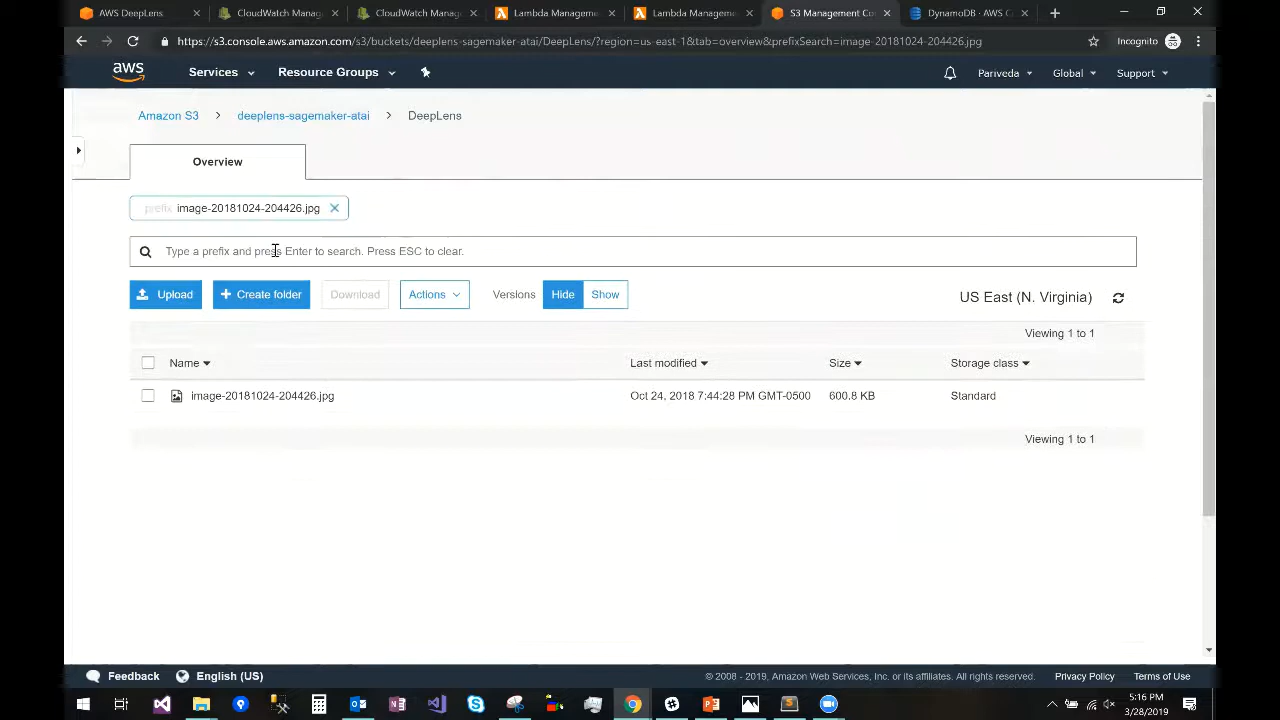 AWS DeepLens
CloudWatch Manage
CloudWatch Manage
Lambda Manageme
Lambda Manageme
S3 Management Co
DynamoDB - AWS C
https://s3.console.aws.amazon.com/s3/buckets/deeplens-sagemaker-atai/DeepLens/?region=us-east-1&tab=overview&prefixSearch=image-20181024-204426.jpg
Incognito
aws
Services
Resource Groups
Pariveda
Global
Support
Amazon S3 > deeplens-sagemaker-atai > DeepLens
Overview
prefix image-20181024-204426.jpg
Type a prefix and press Enter to search. Press ESC to clear.
Upload
Create folder
Download
Actions
Versions
Hide
Show
US East (N. Virginia)
Viewing 1 to 1
Name
Last modified
Size
Storage class
image-20181024-204426.jpg
Oct 24, 2018 7:44:28 PM GMT-0500
600.8 KB
Standard
Viewing 1 to 1
Feedback
English (US)
© 2008 - 2019, Amazon Web Services, Inc. or its affiliates. All rights reserved.
Privacy Policy
Terms of Use
5:16 PM
3/28/2019